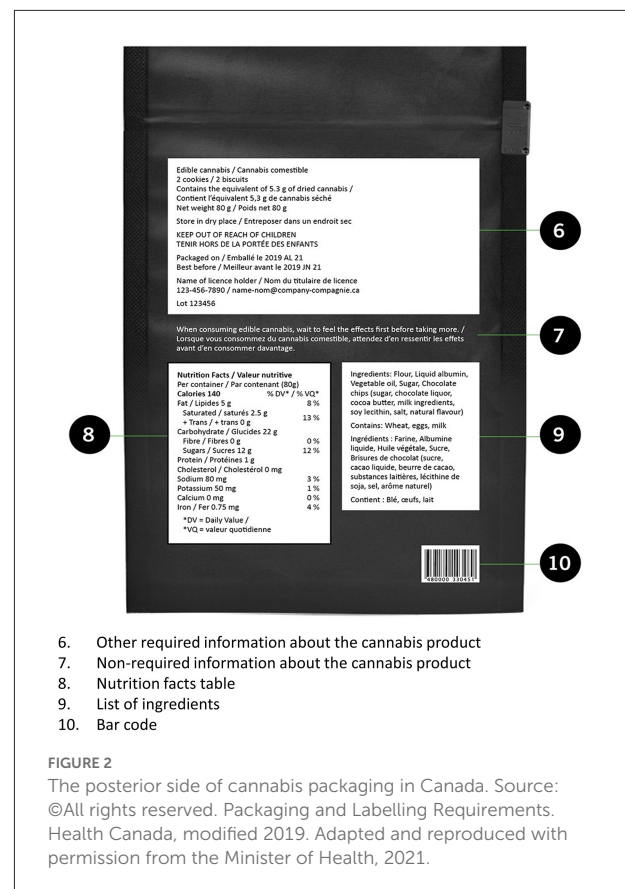 Edible cannabis / Cannabis comestible
2 cookies / 2 biscuits
Contains the equivalent of 5.3 g of dried cannabis /
Contient l'équivalent 5,3 g de cannabis séché
Net weight 80 g / Poids net 80 g
Store in dry place / Entreposer dans un endroit sec
KEEP OUT OF REACH OF CHILDREN
TENIR HORS DE LA PORTÉE DES ENFANTS
Packaged on / Emballé le 2019 AL 21
Best before / Meilleur avant le 2019 JN 21
Name of licence holder / Nom du titulaire de licence
123-456-7890 / name-nom@company-compagnie.ca
Lot 123456
6
When consuming edible cannabis, wait to feel the effects first before taking more. /
Lorsque vous consommez du cannabis comestible, attendez d'en ressentir les effets
avant d'en consommer davantage.
7
8
Nutrition Facts / Valeur nutritive
Per container / Par contenant (80g)
Calories 140 % DV* / % VQ*
Fat / Lipides 5 g 8 %
Saturated / saturés 2.5 g
+ Trans / + trans 0 g 13 %
Carbohydrate / Glucides 22 g
Fibre / Fibres 0 g 0 %
Sugars / Sucres 12 g 12 %
Protein / Protéines 1 g
Cholesterol / Cholestérol 0 mg
Sodium 80 mg 3 %
Potassium 50 mg 1 %
Calcium 0 mg 0 %
Iron / Fer 0.75 mg 4 %
*DV = Daily Value /
*VQ = valeur quotidienne
Ingredients: Flour, Liquid albumin,
Vegetable oil, Sugar, Chocolate
chips (sugar, chocolate liquor,
cocoa butter, milk ingredients,
soy lecithin, salt, natural flavour)
Contains: Wheat, eggs, milk
Ingrédients : Farine, Albumine
liquide, Huile végétale, Sucre,
Brisures de chocolat (sucre,
cacao liquide, beurre de cacao,
substances laitières, lécithine de
soja, sel, arôme naturel)
Contient : Blé, œufs, lait
9
480000 330451
10
6. Other required information about the cannabis product
7. Non-required information about the cannabis product
8. Nutrition facts table
9. List of ingredients
10. Bar code
FIGURE 2
The posterior side of cannabis packaging in Canada. Source:
©All rights reserved. Packaging and Labelling Requirements.
Health Canada, modified 2019. Adapted and reproduced with
permission from the Minister of Health, 2021.